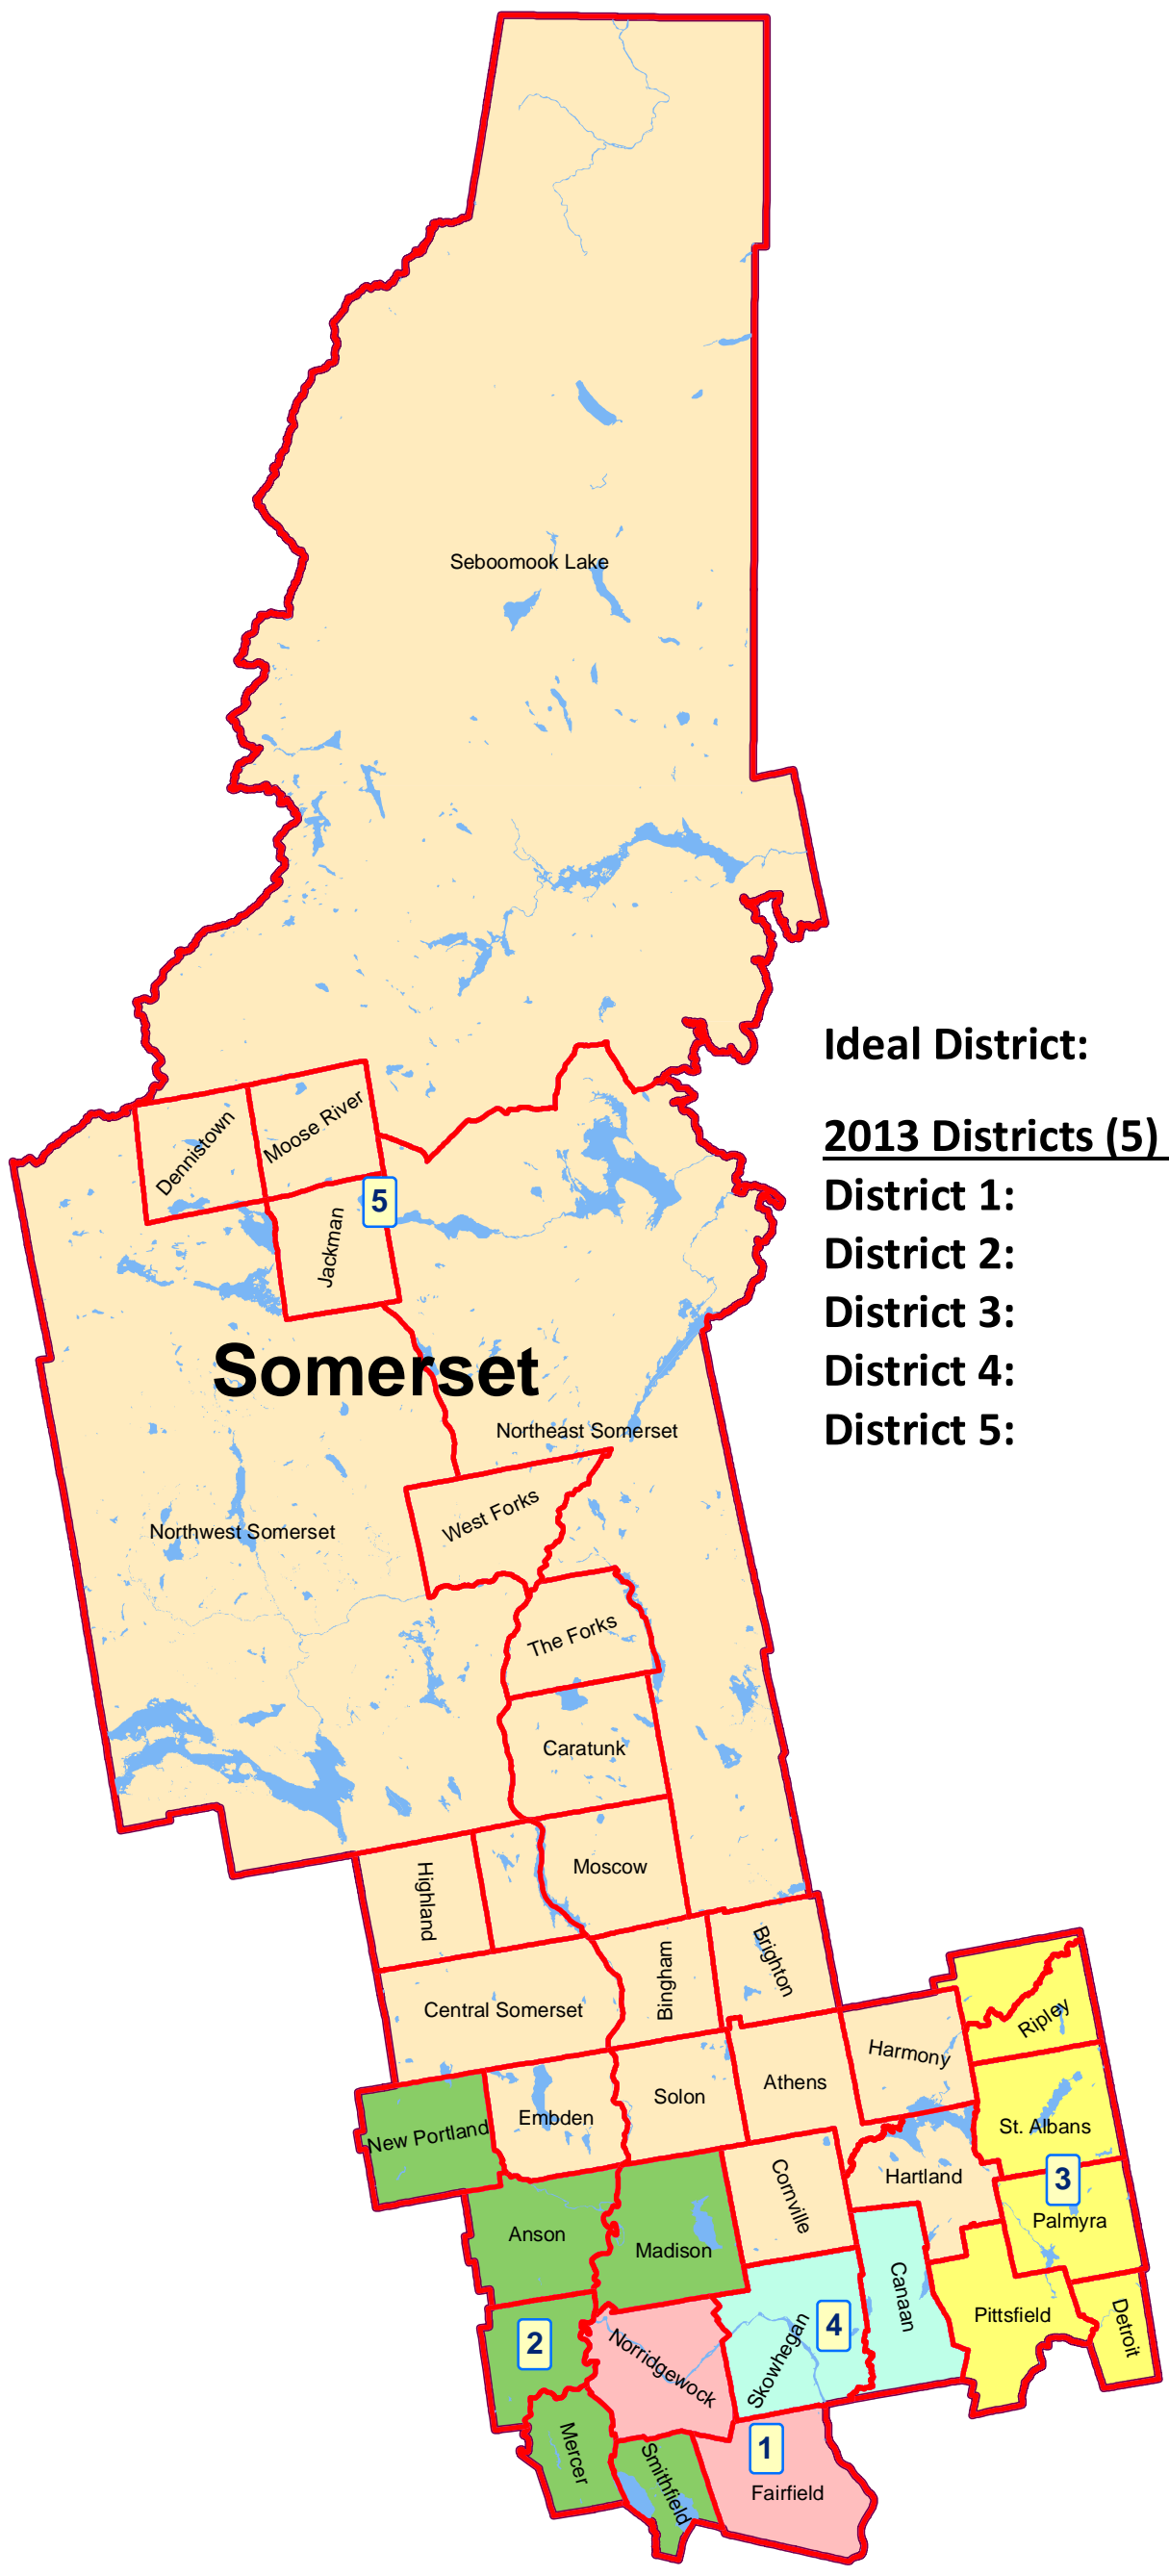 Seboomook Lake
Ideal District:
2013 Districts (5)
District 1:
District 2:
District 3:
District 4:
District 5:
Dennistown
Moose River
5
Jackman
Somerset
Northeast Somerset
West Forks
Northwest Somerset
The Forks
Caratunk
Highland
Moscow
Brighton
Bingham
Central Somerset
Ripley
Harmony
Athens
Solon
Embden
New Portland
St. Albans
Hartland
3
Cornville
Palmyra
Anson
Madison
Canaan
Pittsfield
Detroit
2
4
Norridgewock
Skowhegan
1
Mercer
Smithfield
Fairfield